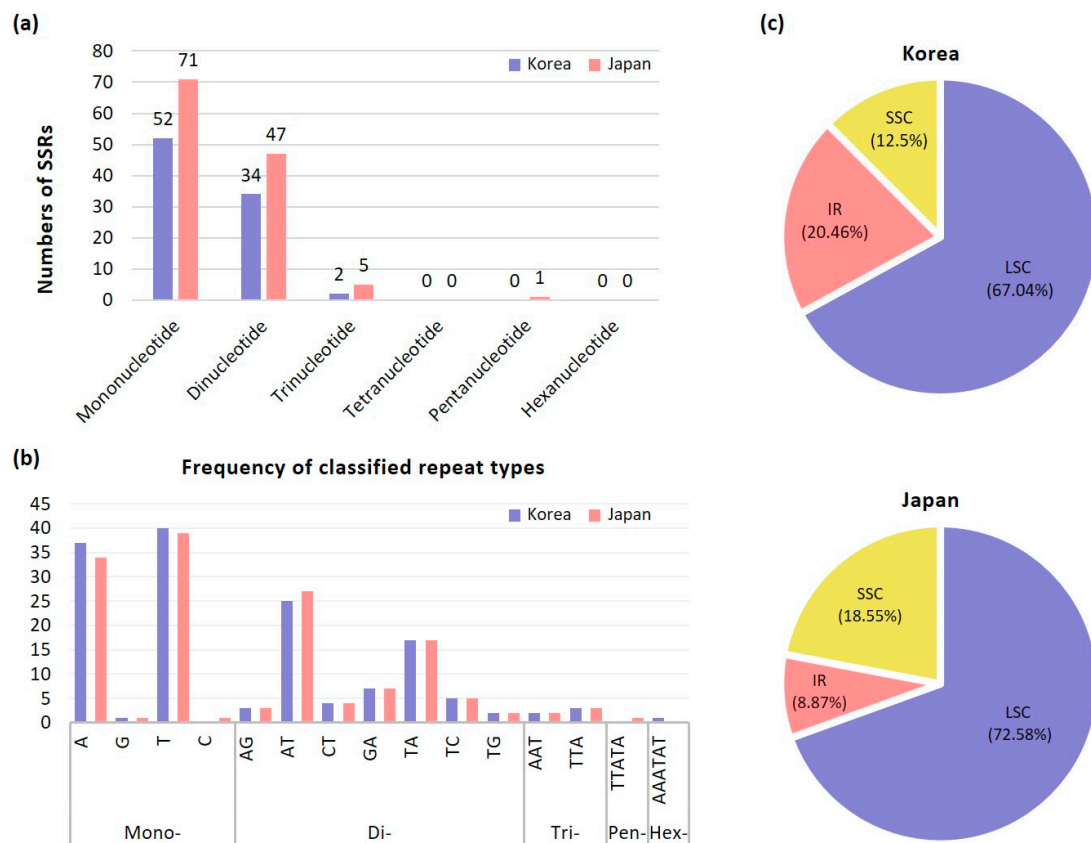 (a)
80
70
60
50
40
30
20
10
0
Numbers of SSRs
Korea Japan
52 71
34 47
2 5
0 0
0 1
0 0
Mononucleotide
Dinucleotide
Trinucleotide
Tetranucleotide
Pentanucleotide
Hexanucleotide
(b)
Frequency of classified repeat types
45
40
35
30
25
20
15
10
5
0
Korea Japan
A G T C AG AT CT GA TA TC TG AAT TTA TTATA AAATAT
Mono- Di- Tri- Pen- Hex-
(c)
Korea
SSC
(12.5%)
IR
(20.46%)
LSC
(67.04%)
Japan
SSC
(18.55%)
IR
(8.87%)
LSC
(72.58%)